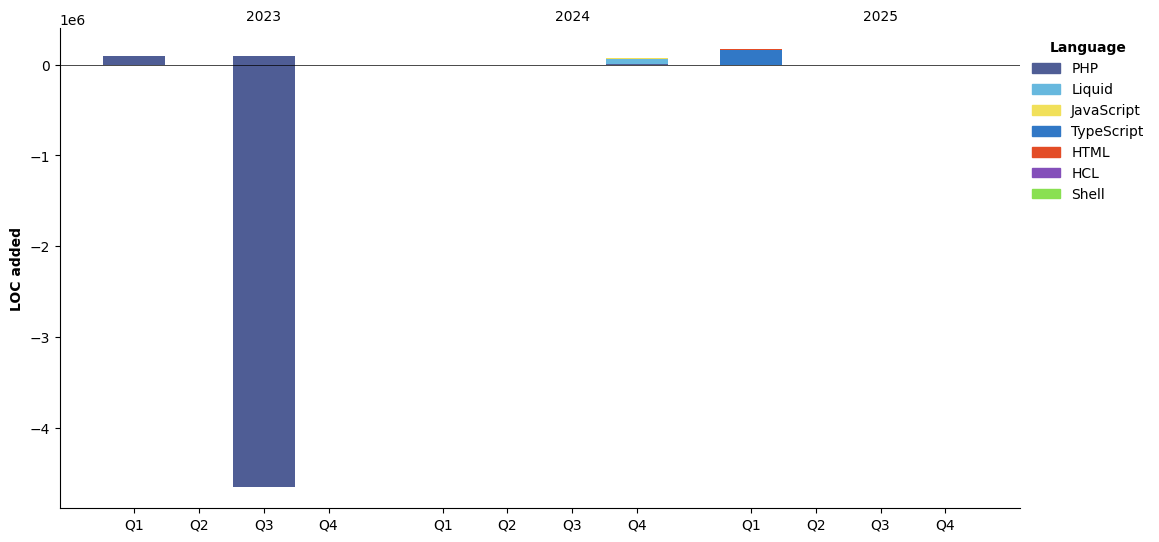 1e6
2023
2024
2025
0
−1
−2
−3
−4
LOC added
Q1
Q2
Q3
Q4
Q1
Q2
Q3
Q4
Q1
Q2
Q3
Q4
Language
PHP
Liquid
JavaScript
TypeScript
HTML
HCL
Shell